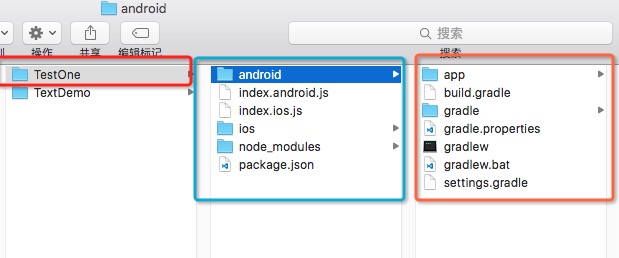 android
操作
共享
编辑标记
搜索
搜索
TestOne
TextDemo
android
index.android.js
index.ios.js
ios
node_modules
package.json
app
build.gradle
gradle
gradle.properties
gradlew
gradlew.bat
settings.gradle